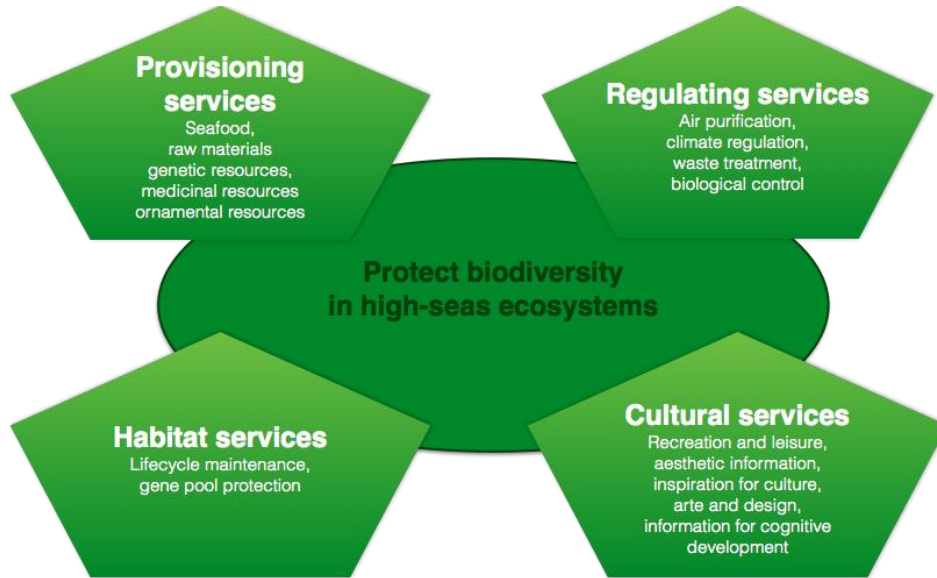 Provisioning
services
Seafood,
raw materials
genetic resources,
medicinal resources
ornamental resources
Regulating services
Air purification,
climate regulation,
waste treatment,
biological control
Protect biodiversity
in high-seas ecosystems
Habitat services
Lifecycle maintenance,
gene pool protection
Cultural services
Recreation and leisure,
aesthetic information,
inspiration for culture,
arte and design,
information for cognitive
development